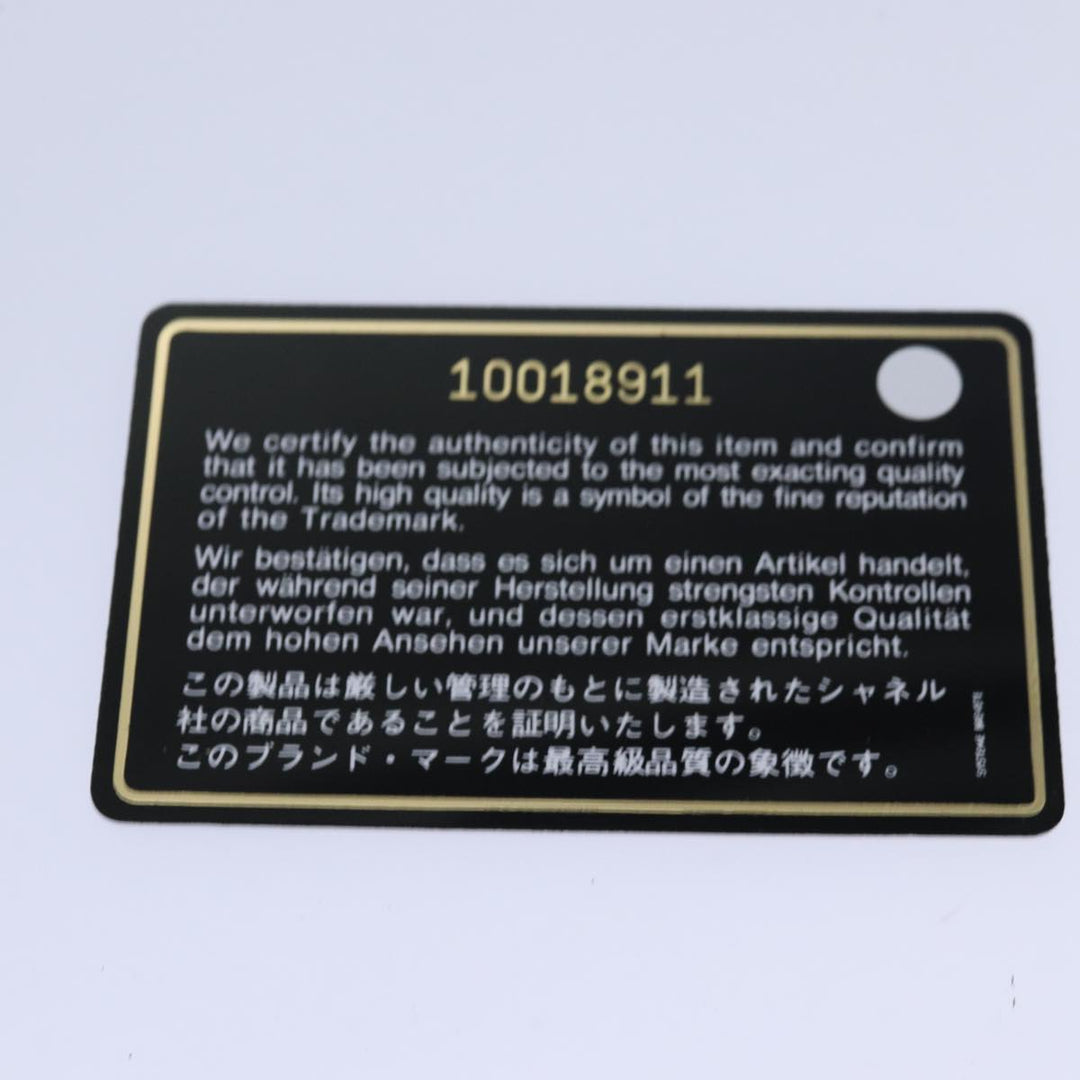 10018911
We certify the authenticity of this item and confirm
that it has been subjected to the most exacting quality
control. Its high quality is a symbol of the fine reputation
of the Trademark.
Wir bestätigen, dass es sich um einen Artikel handelt,
der während seiner Herstellung strengsten Kontrollen
unterworfen war, und dessen erstklassige Qualität
dem hohen Ansehen unserer Marke entspricht.
この製品は厳しい管理のもとに製造されたシャネル
社の商品であることを証明いたします。
このブランド・マークは最高級品質の象徴です。